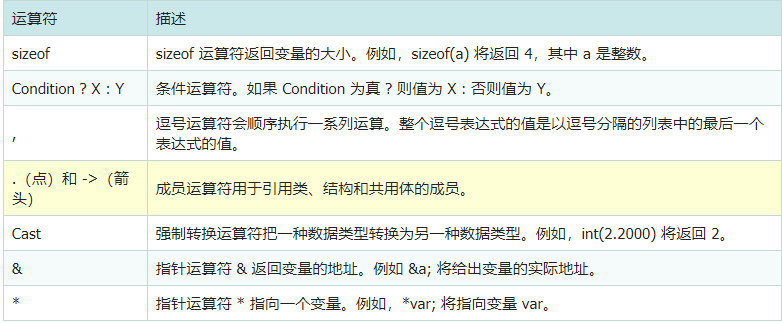 运算符 描述
sizeof sizeof 运算符返回变量的大小。例如，sizeof(a) 将返回 4，其中 a 是整数。
Condition ? X : Y 条件运算符。如果 Condition 为真 ? 则值为 X : 否则值为 Y。
, 逗号运算符会顺序执行一系列运算。整个逗号表达式的值是以逗号分隔的列表中的最后一个
表达式的值。
.（点）和 ->（箭
头） 成员运算符用于引用类、结构和共用体的成员。
Cast 强制转换运算符把一种数据类型转换为另一种数据类型。例如，int(2.2000) 将返回 2。
& 指针运算符 & 返回变量的地址。例如 &a; 将给出变量的实际地址。
* 指针运算符 * 指向一个变量。例如，*var; 将指向变量 var。